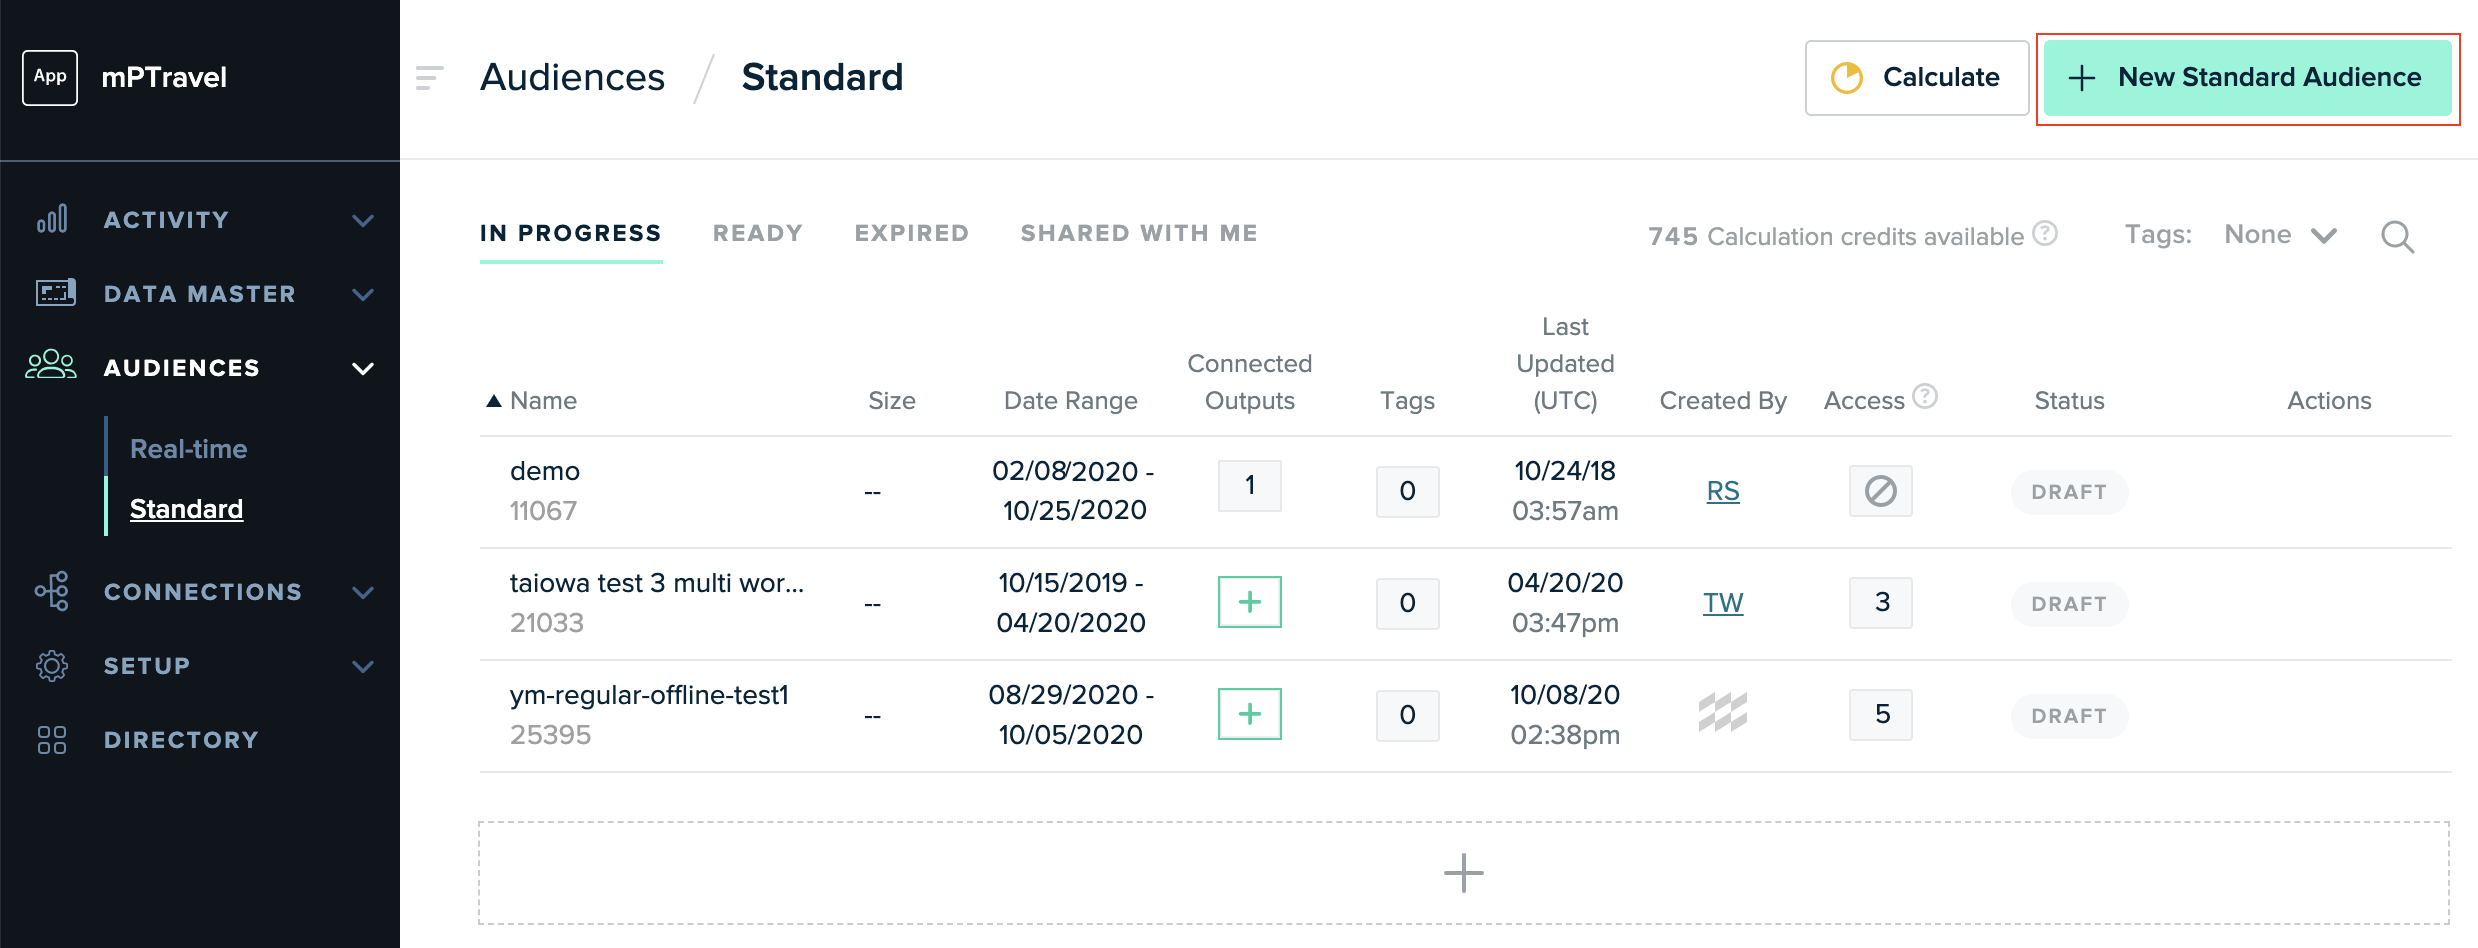 App
mPTravel
Audiences / Standard
Calculate
+ New Standard Audience
ACTIVITY
DATA MASTER
AUDIENCES
Real-time
Standard
CONNECTIONS
SETUP
DIRECTORY
IN PROGRESS
READY
EXPIRED
SHARED WITH ME
745 Calculation credits available ?
Tags: None
▲ Name
Size
Date Range
Connected
Outputs
Tags
Last
Updated
(UTC)
Created By
Access ?
Status
Actions
demo
11067
--
02/08/2020 -
10/25/2020
1
0
10/24/18
03:57am
RS
DRAFT
taiowa test 3 multi wor...
21033
--
10/15/2019 -
04/20/2020
+
0
04/20/20
03:47pm
TW
3
DRAFT
ym-regular-offline-test1
25395
--
08/29/2020 -
10/05/2020
+
0
10/08/20
02:38pm
5
DRAFT
+